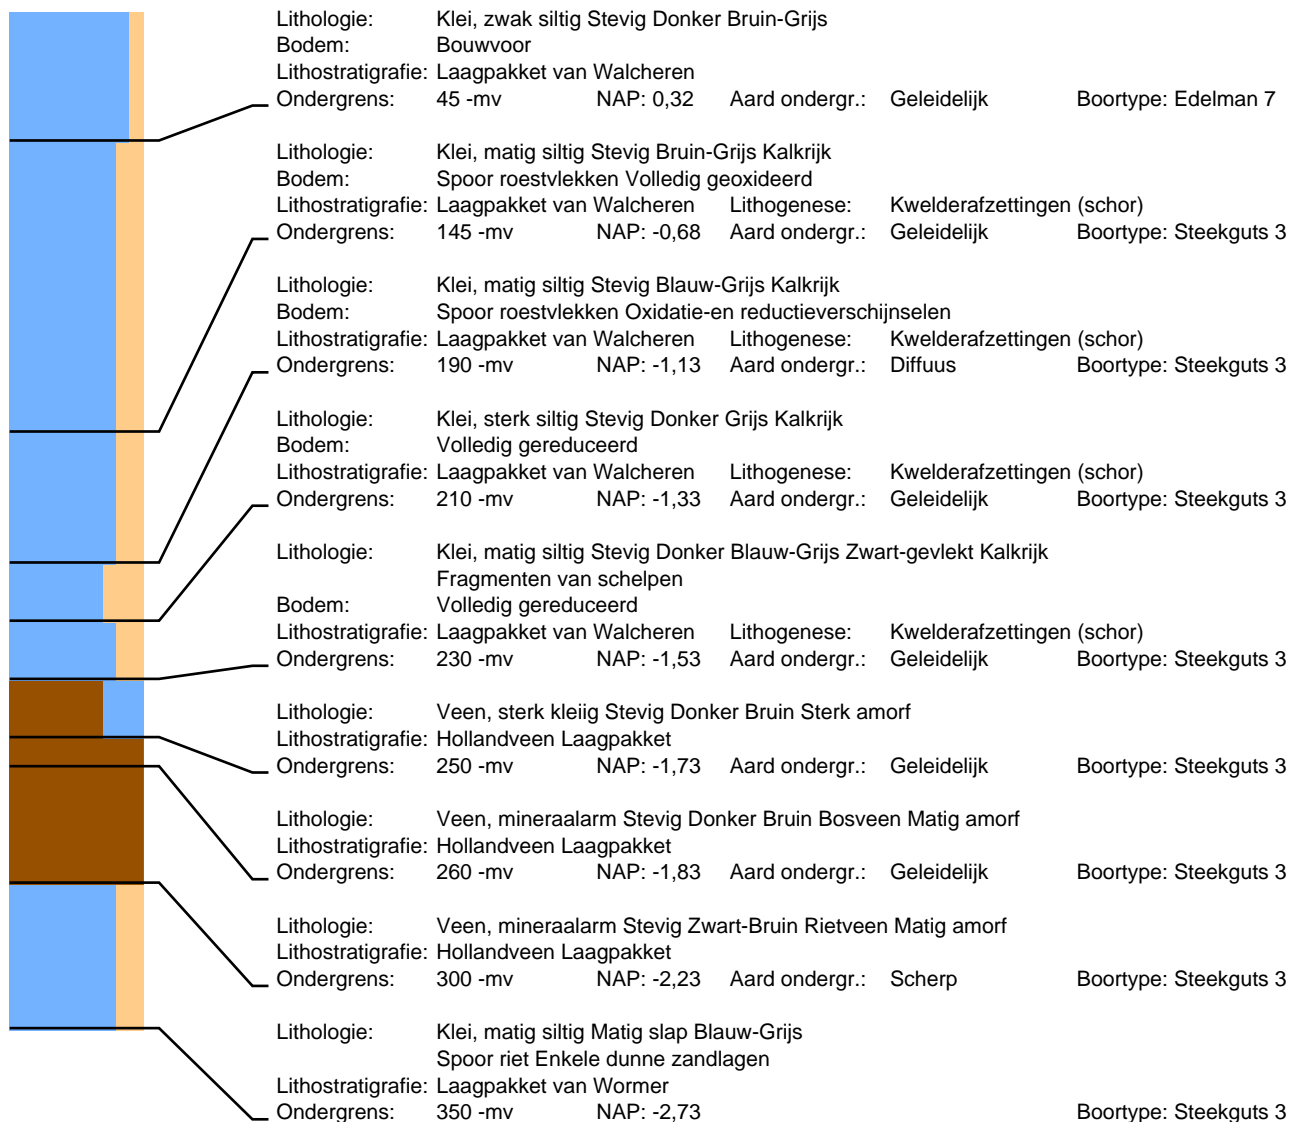 Lithologie: Klei, zwak siltig Stevig Donker Bruin-Grijs
Bodem: Bouwvoor
Lithostratigrafie: Laagpakket van Walcheren
Ondergrens: 45 -mv NAP: 0,32 Aard ondergr.: Geleidelijk Boortype: Edelman 7
Lithologie: Klei, matig siltig Stevig Bruin-Grijs Kalkrijk
Bodem: Spoor roestvlekken Volledig geoxideerd
Lithostratigrafie: Laagpakket van Walcheren Lithogenese: Kwelderafzettingen (schor)
Ondergrens: 145 -mv NAP: -0,68 Aard ondergr.: Geleidelijk Boortype: Steekguts 3
Lithologie: Klei, matig siltig Stevig Blauw-Grijs Kalkrijk
Bodem: Spoor roestvlekken Oxidatie-en reductieverschijnselen
Lithostratigrafie: Laagpakket van Walcheren Lithogenese: Kwelderafzettingen (schor)
Ondergrens: 190 -mv NAP: -1,13 Aard ondergr.: Diffuus Boortype: Steekguts 3
Lithologie: Klei, sterk siltig Stevig Donker Grijs Kalkrijk
Bodem: Volledig gereduceerd
Lithostratigrafie: Laagpakket van Walcheren Lithogenese: Kwelderafzettingen (schor)
Ondergrens: 210 -mv NAP: -1,33 Aard ondergr.: Geleidelijk Boortype: Steekguts 3
Lithologie: Klei, matig siltig Stevig Donker Blauw-Grijs Zwart-gevlekt Kalkrijk
Fragmenten van schelpen
Bodem: Volledig gereduceerd
Lithostratigrafie: Laagpakket van Walcheren Lithogenese: Kwelderafzettingen (schor)
Ondergrens: 230 -mv NAP: -1,53 Aard ondergr.: Geleidelijk Boortype: Steekguts 3
Lithologie: Veen, sterk kleiig Stevig Donker Bruin Sterk amorf
Lithostratigrafie: Hollandveen Laagpakket
Ondergrens: 250 -mv NAP: -1,73 Aard ondergr.: Geleidelijk Boortype: Steekguts 3
Lithologie: Veen, mineraalarm Stevig Donker Bruin Bosveen Matig amorf
Lithostratigrafie: Hollandveen Laagpakket
Ondergrens: 260 -mv NAP: -1,83 Aard ondergr.: Geleidelijk Boortype: Steekguts 3
Lithologie: Veen, mineraalarm Stevig Zwart-Bruin Rietveen Matig amorf
Lithostratigrafie: Hollandveen Laagpakket
Ondergrens: 300 -mv NAP: -2,23 Aard ondergr.: Scherp Boortype: Steekguts 3
Lithologie: Klei, matig siltig Matig slap Blauw-Grijs
Spoor riet Enkele dunne zandlagen
Lithostratigrafie: Laagpakket van Wormer
Ondergrens: 350 -mv NAP: -2,73 Boortype: Steekguts 3